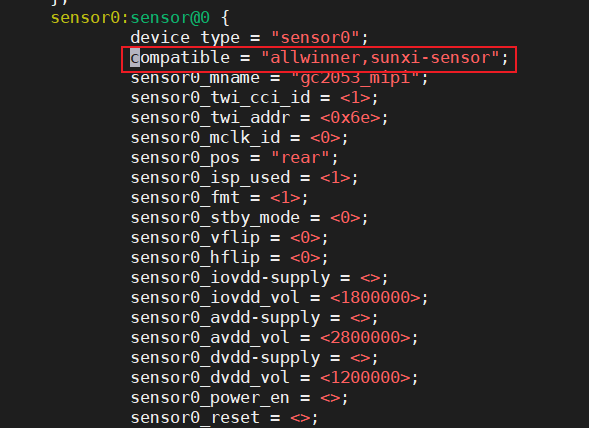 };
sensor0:sensor@0 {
device_type = "sensor0";
compatible = "allwinner,sunxi-sensor";
sensor0_mname = "gc2053_mipi";
sensor0_twi_cci_id = <1>;
sensor0_twi_addr = <0x6e>;
sensor0_mclk_id = <0>;
sensor0_pos = "rear";
sensor0_isp_used = <1>;
sensor0_fmt = <1>;
sensor0_stby_mode = <0>;
sensor0_vflip = <0>;
sensor0_hflip = <0>;
sensor0_iovdd-supply = <>;
sensor0_iovdd_vol = <1800000>;
sensor0_avdd-supply = <>;
sensor0_avdd_vol = <2800000>;
sensor0_dvdd-supply = <>;
sensor0_dvdd_vol = <1200000>;
sensor0_power_en = <>;
sensor0_reset = <>;